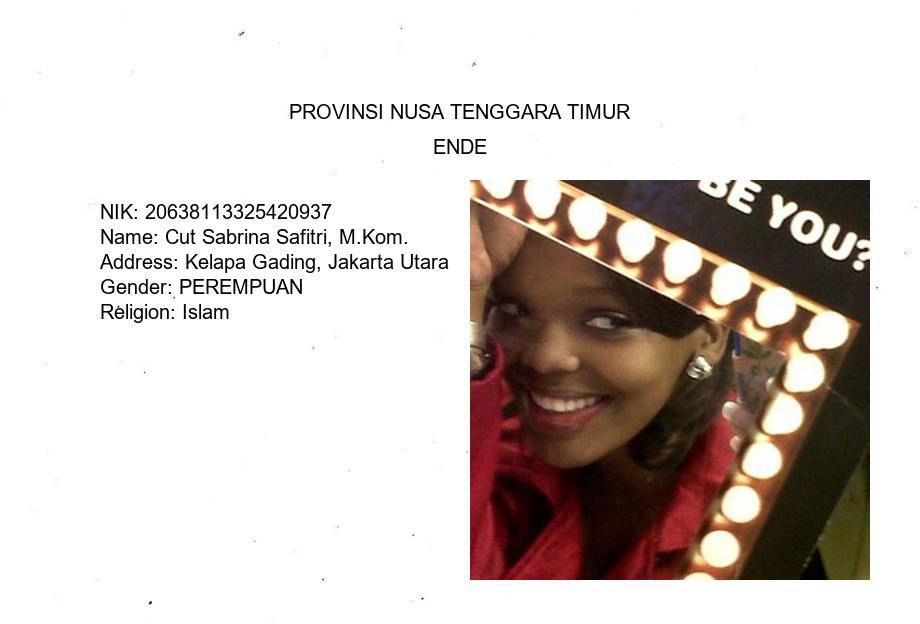 PROVINSI NUSA TENGGARA TIMUR
ENDE
NIK: 20638113325420937
Name: Cut Sabrina Safitri, M.Kom.
Address: Kelapa Gading, Jakarta Utara
Gender: PEREMPUAN
Religion: Islam
BE YOU?